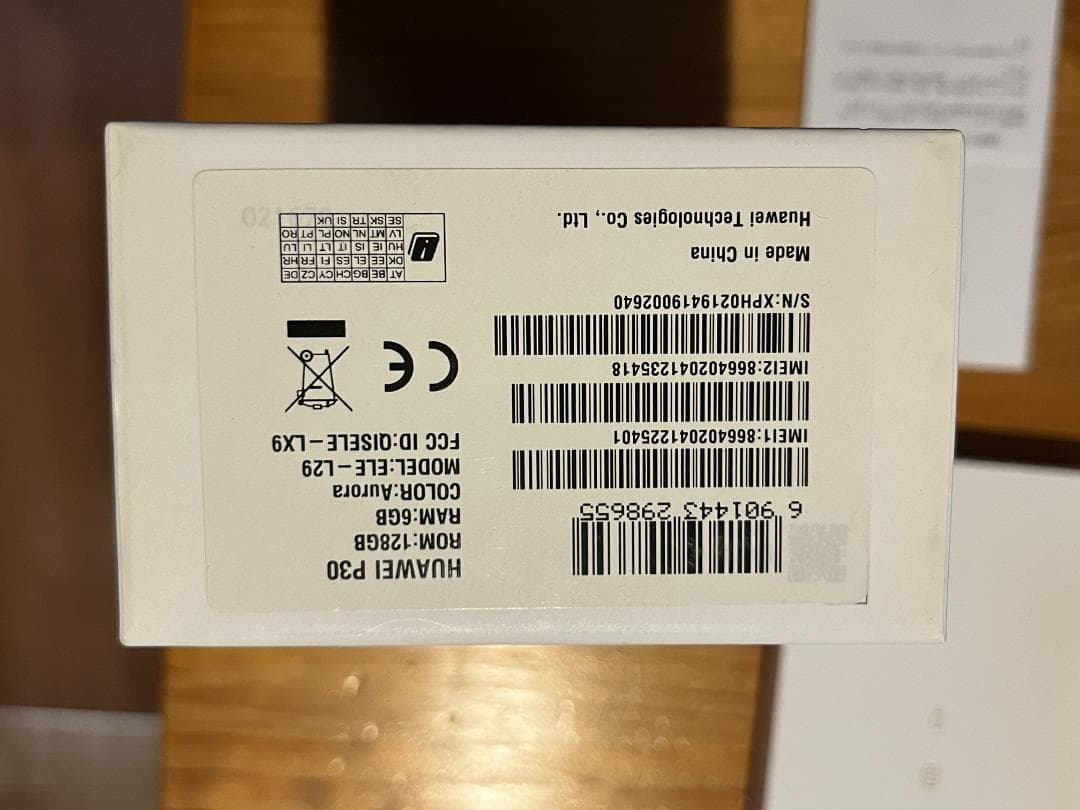 6 901443 298655
IMEI1:866402041225401
IMEI2:866402041235418
S/N:XPH0219419002640
Made in China
Huawei Technologies Co., Ltd.
HUAWEI P30
ROM:128GB
RAM:6GB
COLOR:Aurora
MODEL:ELE-L29
FCC ID:QISELE-LX9
CE
i
AT BE BG CH CY CZ DE
DK EE EL ES FI FR HR
HU IE IS IT LT LI LU
LV MT NL NO PL PT RO
SE SK TR SI UK